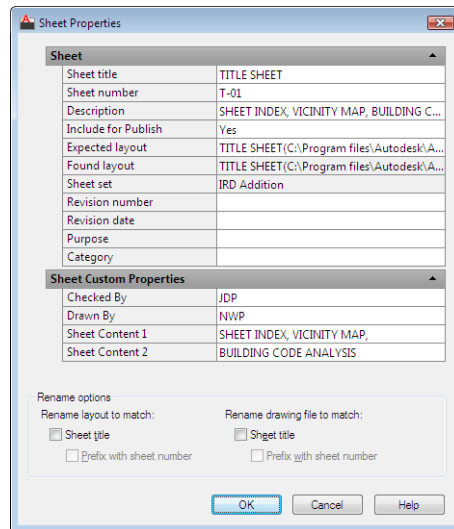 Sheet Properties
Sheet
Sheet title TITLE SHEET
Sheet number T-01
Description SHEET INDEX, VICINITY MAP, BUILDING C...
Include for Publish Yes
Expected layout TITLE SHEET(C:\Program files\Autodesk\A...
Found layout TITLE SHEET(C:\Program files\Autodesk\A...
Sheet set IRD Addition
Revision number
Revision date
Purpose
Category
Sheet Custom Properties
Checked By JDP
Drawn By NWP
Sheet Content 1 SHEET INDEX, VICINITY MAP,
Sheet Content 2 BUILDING CODE ANALYSIS
Rename options
Rename layout to match: Rename drawing file to match:
Sheet title Sheet title
Prefix with sheet number Prefix with sheet number
OK Cancel Help